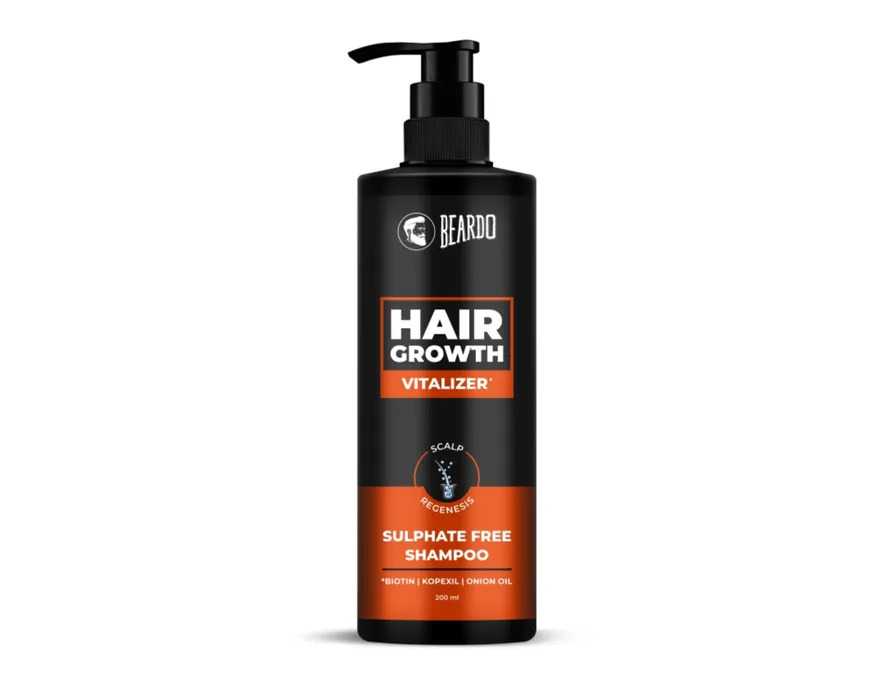 BEARDO
HAIR
GROWTH
VITALIZER*
SCALP
REGENESIS
SULPHATE FREE
SHAMPOO
*BIOTIN | KOPEXIL | ONION OIL
200 ml